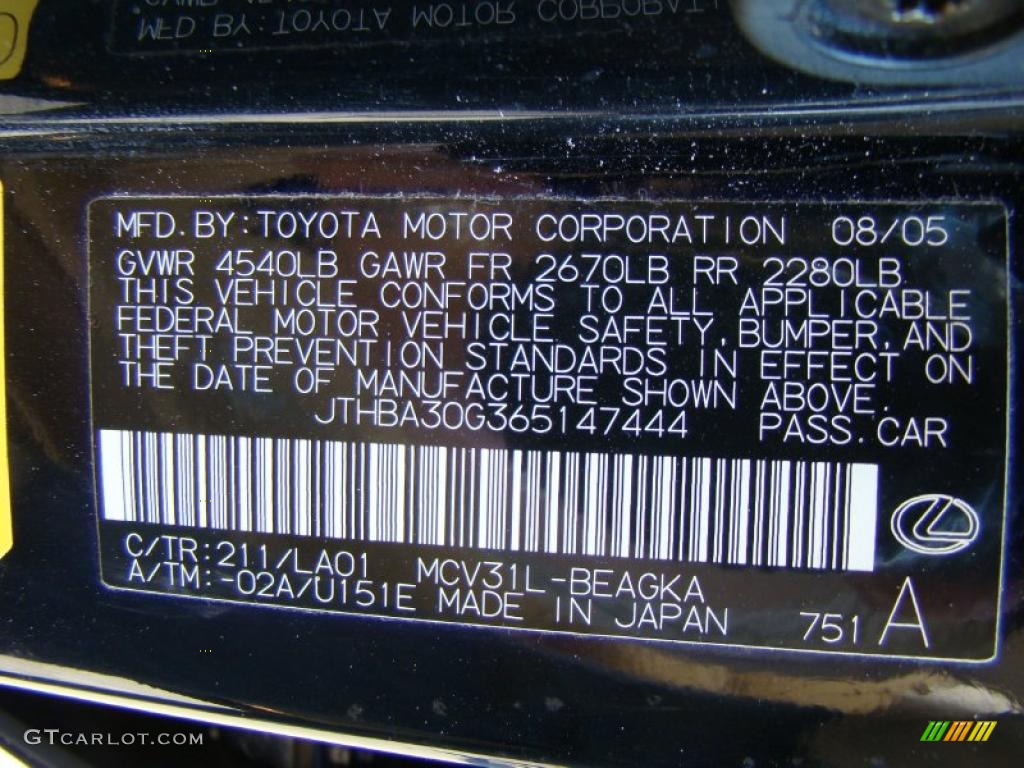 MFD BY:TOYOTA MOTOR CORPORATI
MFD.BY:TOYOTA MOTOR CORPORATION 08/05
GVWR 4540LB GAWR FR 2670LB RR 2280LB
THIS VEHICLE CONFORMS TO ALL APPLICABLE
FEDERAL MOTOR VEHICLE SAFETY, BUMPER, AND
THEFT PREVENTION STANDARDS IN EFFECT ON
THE DATE OF MANUFACTURE SHOWN ABOVE.
JTHBA30G365147444 PASS.CAR
C/TR:211/LA01 MCV31L-BEAGKA
A/TM:-02A/U151E MADE IN JAPAN 751 A
GTCARLOT.COM